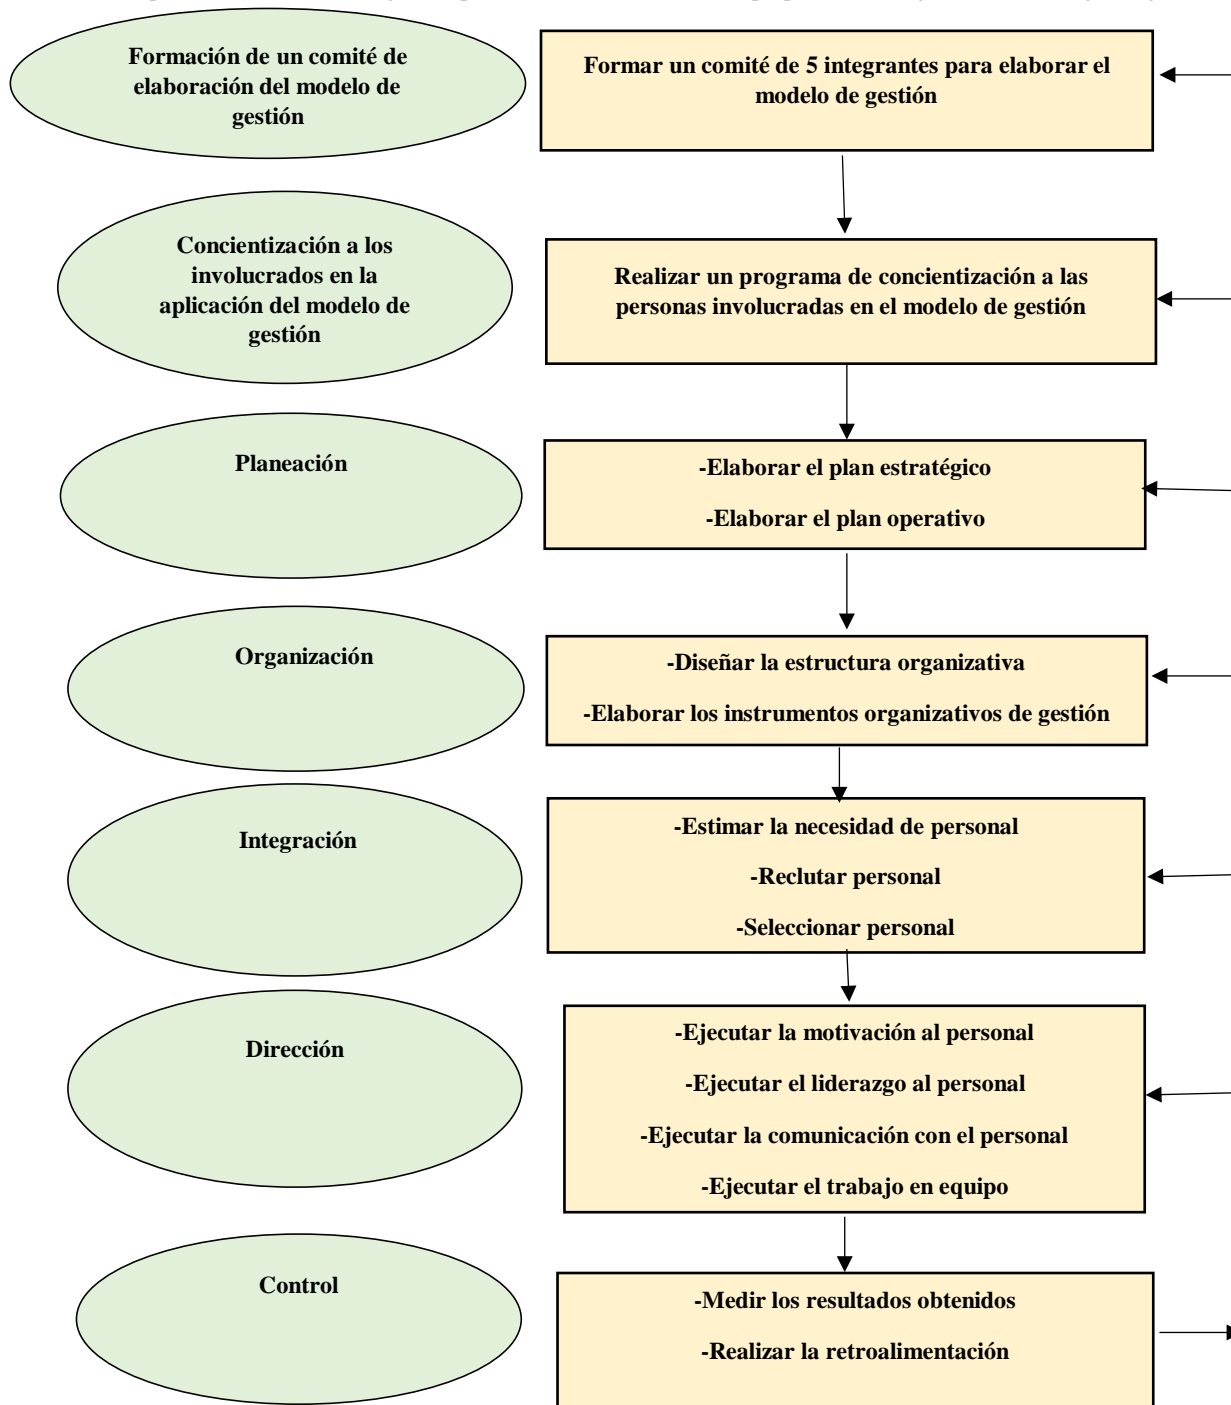 Formación de un comité de
elaboración del modelo de
gestión
Formar un comité de 5 integrantes para elaborar el
modelo de gestión
Concientización a los
involucrados en la
aplicación del modelo de
gestión
Realizar un programa de concientización a las
personas involucradas en el modelo de gestión
Planeación
-Elaborar el plan estratégico
-Elaborar el plan operativo
Organización
-Diseñar la estructura organizativa
-Elaborar los instrumentos organizativos de gestión
Integración
-Estimar la necesidad de personal
-Reclutar personal
-Seleccionar personal
Dirección
-Ejecutar la motivación al personal
-Ejecutar el liderazgo al personal
-Ejecutar la comunicación con el personal
-Ejecutar el trabajo en equipo
Control
-Medir los resultados obtenidos
-Realizar la retroalimentación